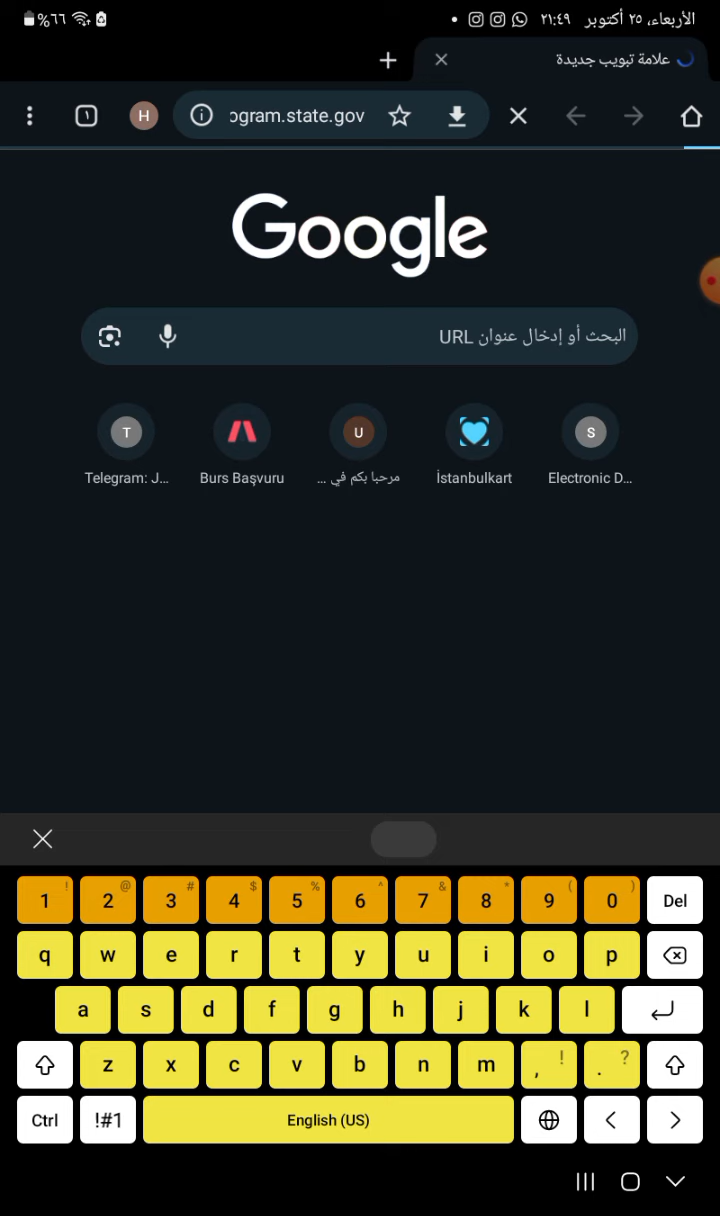 الأربعاء، ٢٥ أكتوبر ٢١:٤٩
%٦٦
علامة تبويب جديدة
ogram.state.gov
H
١
Google
البحث أو إدخال عنوان URL
T
U
S
Telegram: J...
Burs Başvuru
مرحبا بكم في ...
İstanbulkart
Electronic D...
! @ # $ % ^ & * ( )
1 2 3 4 5 6 7 8 9 0 Del
q w e r t y u i o p
a s d f g h j k l
z x c v b n m , ! . ?
Ctrl !#1 English (US) < >